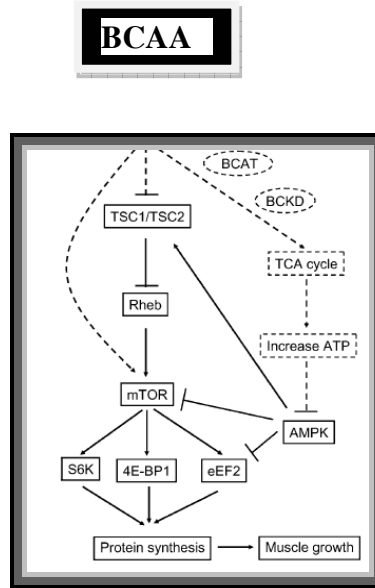 BCAA
BCAT
BCKD
TSC1/TSC2
TCA cycle
Rheb
Increase ATP
mTOR
AMPK
S6K
4E-BP1
eEF2
Protein synthesis
Muscle growth